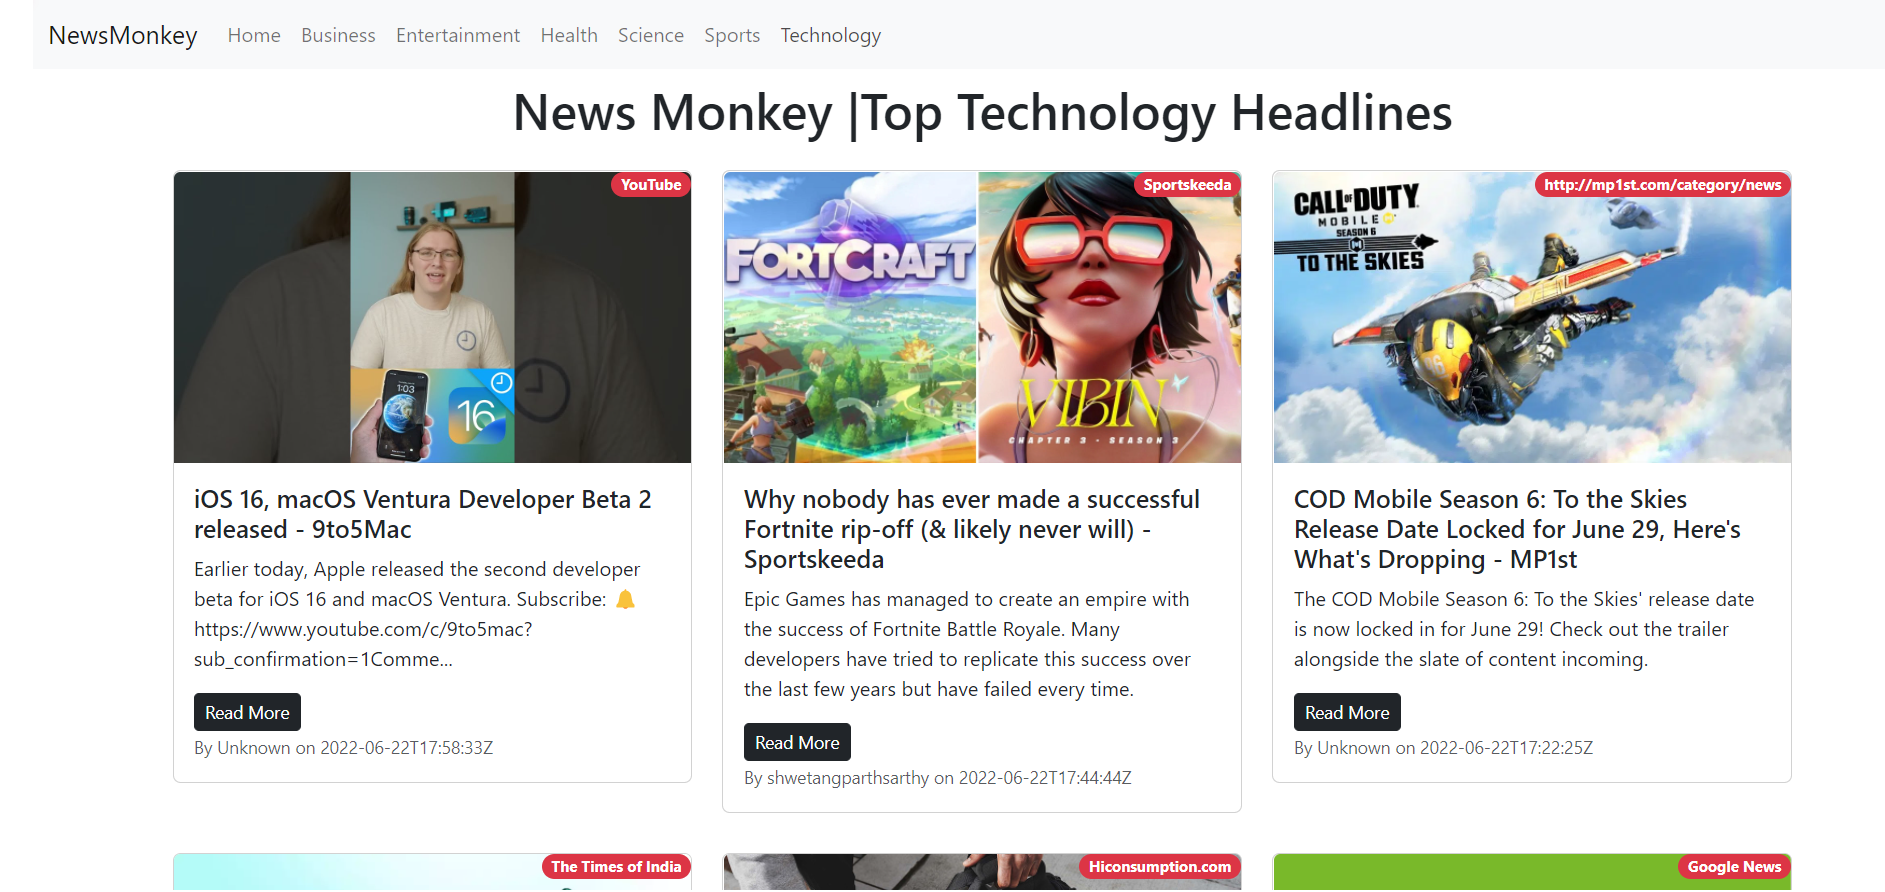 NewsMonkey Home Business Entertainment Health Science Sports Technology
News Monkey |Top Technology Headlines
YouTube
1:03
16
iOS 16, macOS Ventura Developer Beta 2
released - 9to5Mac
Earlier today, Apple released the second developer
beta for iOS 16 and macOS Ventura. Subscribe: 🔔
https://www.youtube.com/c/9to5mac?
sub_confirmation=1Comme...
Read More
By Unknown on 2022-06-22T17:58:33Z
Sportskeeda
FORTCRAFT
VIBIN
CHAPTER 3 - SEASON 3
Why nobody has ever made a successful
Fortnite rip-off (& likely never will) -
Sportskeeda
Epic Games has managed to create an empire with
the success of Fortnite Battle Royale. Many
developers have tried to replicate this success over
the last few years but have failed every time.
Read More
By shwetangparthsarthy on 2022-06-22T17:44:44Z
http://mp1st.com/category/news
CALL OF DUTY
MOBILE
SEASON 6
TO THE SKIES
COD Mobile Season 6: To the Skies
Release Date Locked for June 29, Here's
What's Dropping - MP1st
The COD Mobile Season 6: To the Skies' release date
is now locked in for June 29! Check out the trailer
alongside the slate of content incoming.
Read More
By Unknown on 2022-06-22T17:22:25Z
The Times of India
Hiconsumption.com
Google News